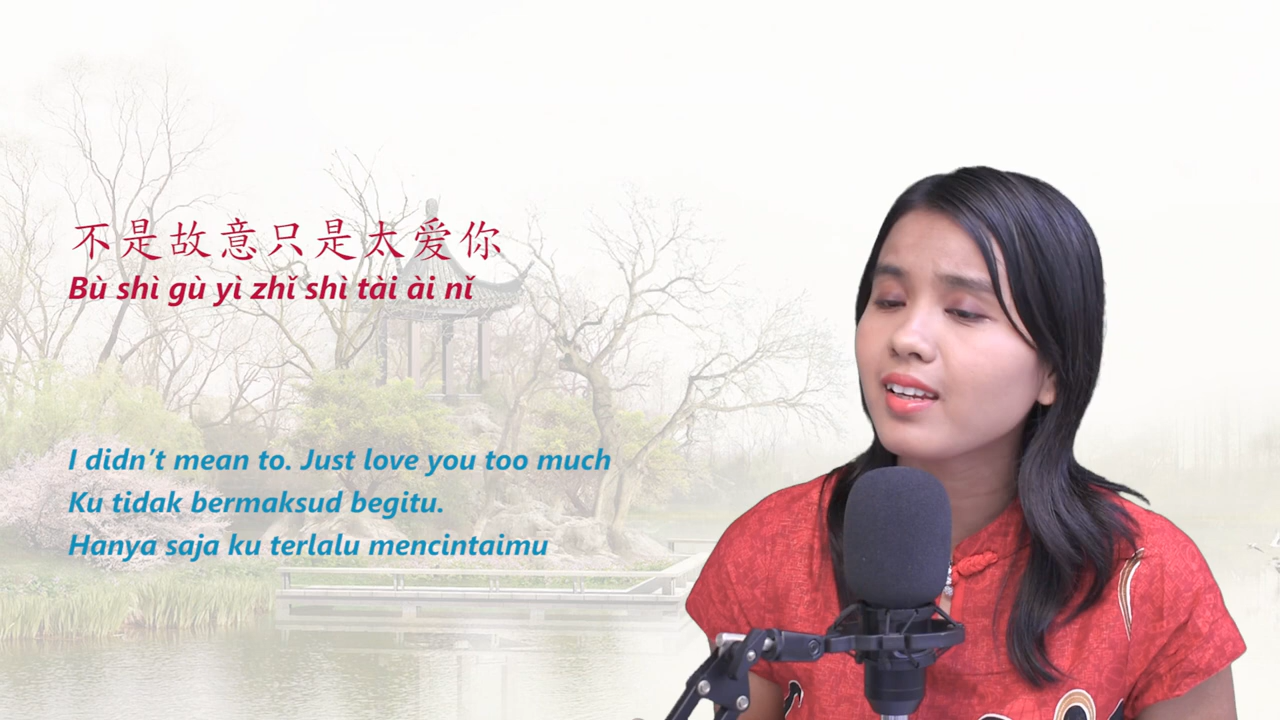 不是故意只是太爱你
Bù shì gù yì zhǐ shì tài ài nǐ
I didn't mean to. Just love you too much
Ku tidak bermaksud begitu.
Hanya saja ku terlalu mencintaimu